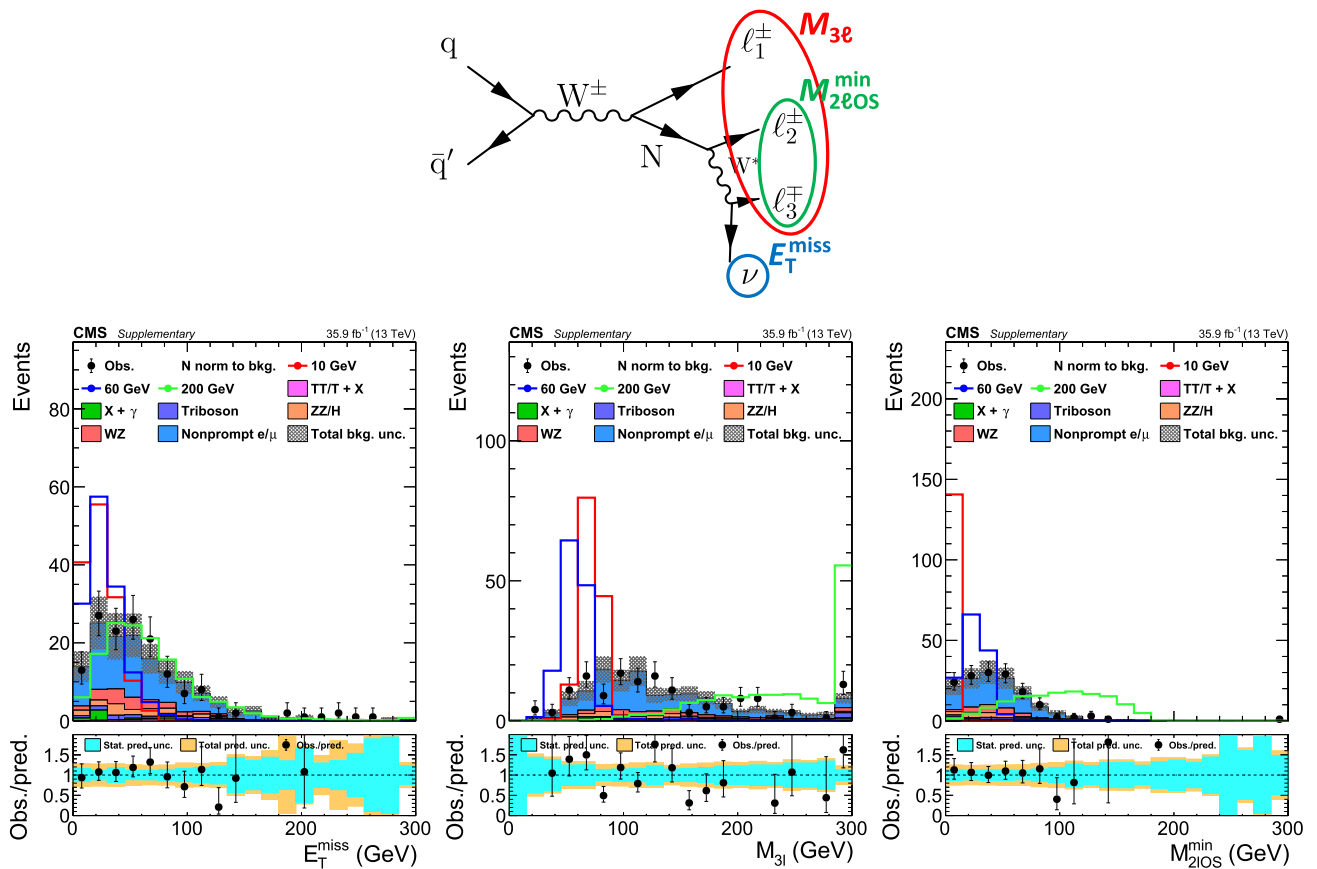 M3ℓ
ℓ1±
q
W±
M2ℓOS^min
ℓ2±
N
W*
q̄′
ℓ3∓
ET^miss
ν
CMS Supplementary 35.9 fb⁻¹ (13 TeV)
Events
Obs. N norm to bkg. 10 GeV
60 GeV 200 GeV TT/T + X
X + γ Triboson ZZ/H
WZ Nonprompt e/μ Total bkg. unc.
80
60
40
20
0
Obs./pred.
Stat. pred. unc. Total pred. unc. Obs./pred.
1.5
1
0.5
0
0 100 200 300
ET^miss (GeV)
CMS Supplementary 35.9 fb⁻¹ (13 TeV)
Events
Obs. N norm to bkg. 10 GeV
60 GeV 200 GeV TT/T + X
X + γ Triboson ZZ/H
WZ Nonprompt e/μ Total bkg. unc.
100
50
0
Obs./pred.
Stat. pred. unc. Total pred. unc. Obs./pred.
1.5
1
0.5
0
0 100 200 300
M3l (GeV)
CMS Supplementary 35.9 fb⁻¹ (13 TeV)
Events
Obs. N norm to bkg. 10 GeV
60 GeV 200 GeV TT/T + X
X + γ Triboson ZZ/H
WZ Nonprompt e/μ Total bkg. unc.
200
150
100
50
0
Obs./pred.
Stat. pred. unc. Total pred. unc. Obs./pred.
1.5
1
0.5
0
0 100 200 300
M2lOS^min (GeV)